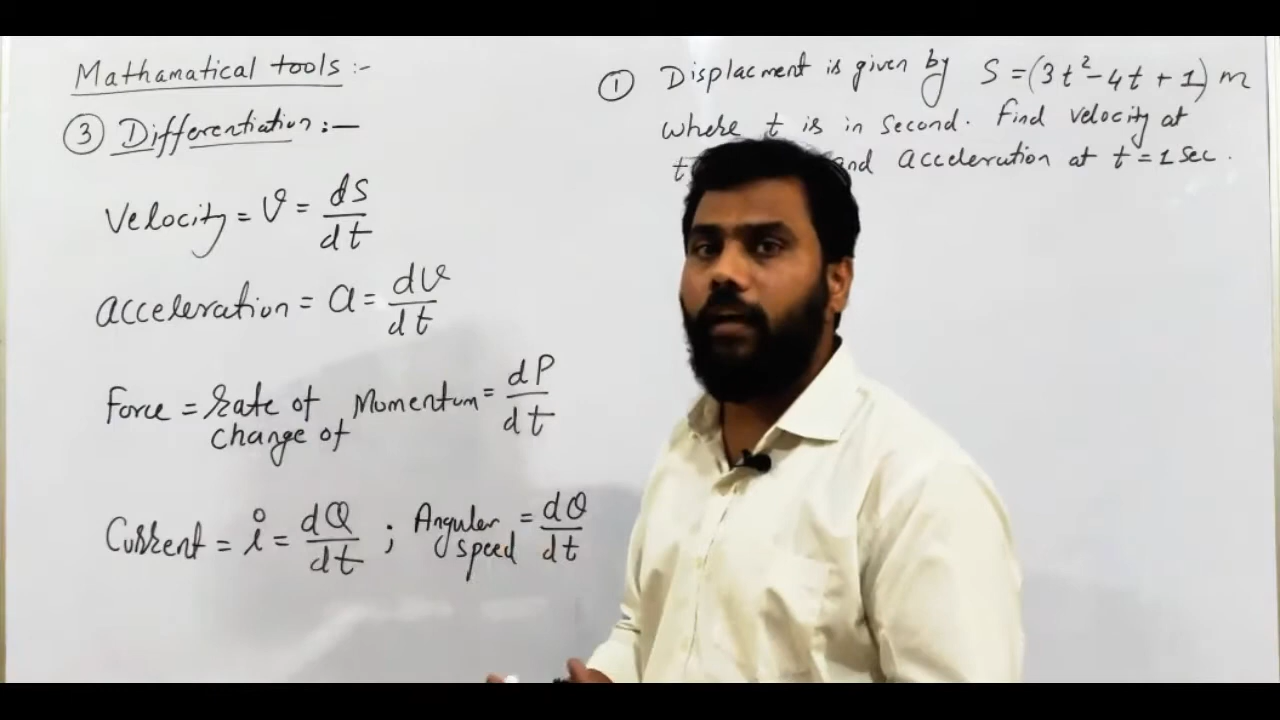 Mathamatical tools :-
③ Differentiation :—
Velocity = v = ds/dt
acceleration = a = dv/dt
Force = rate of change of Momentum = dP/dt
Current = i = dQ/dt ; Angular speed = dθ/dt
① Displacment is given by S = (3t² - 4t + 1) m
where t is in second. Find velocity at
t and acceleration at t = 1 sec.